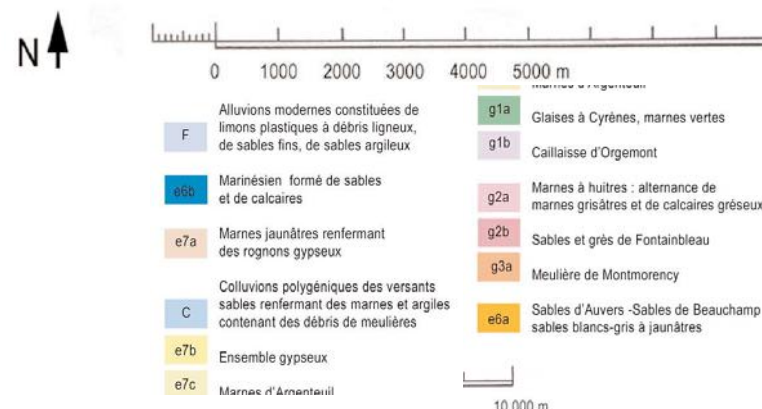 N
0 1000 2000 3000 4000 5000 m
F
Alluvions modernes constituées de
limons plastiques à débris ligneux,
de sables fins, de sables argileux
e6b
Marinésien formé de sables
et de calcaires
e7a
Marnes jaunâtres renfermant
des rognons gypseux
C
Colluvions polygéniques des versants
sables renfermant des marnes et argiles
contenant des débris de meulières
e7b
Ensemble gypseux
e7c
Marnes d'Argenteuil
Marnes d'Argenteuil
g1a
Glaises à Cyrènes, marnes vertes
g1b
Caillaisse d'Orgemont
g2a
Marnes à huitres : alternance de
marnes grisâtres et de calcaires gréseux
g2b
Sables et grès de Fontainbleau
g3a
Meulière de Montmorency
e6a
Sables d'Auvers -Sables de Beauchamp
sables blancs-gris à jaunâtres
10 000 m